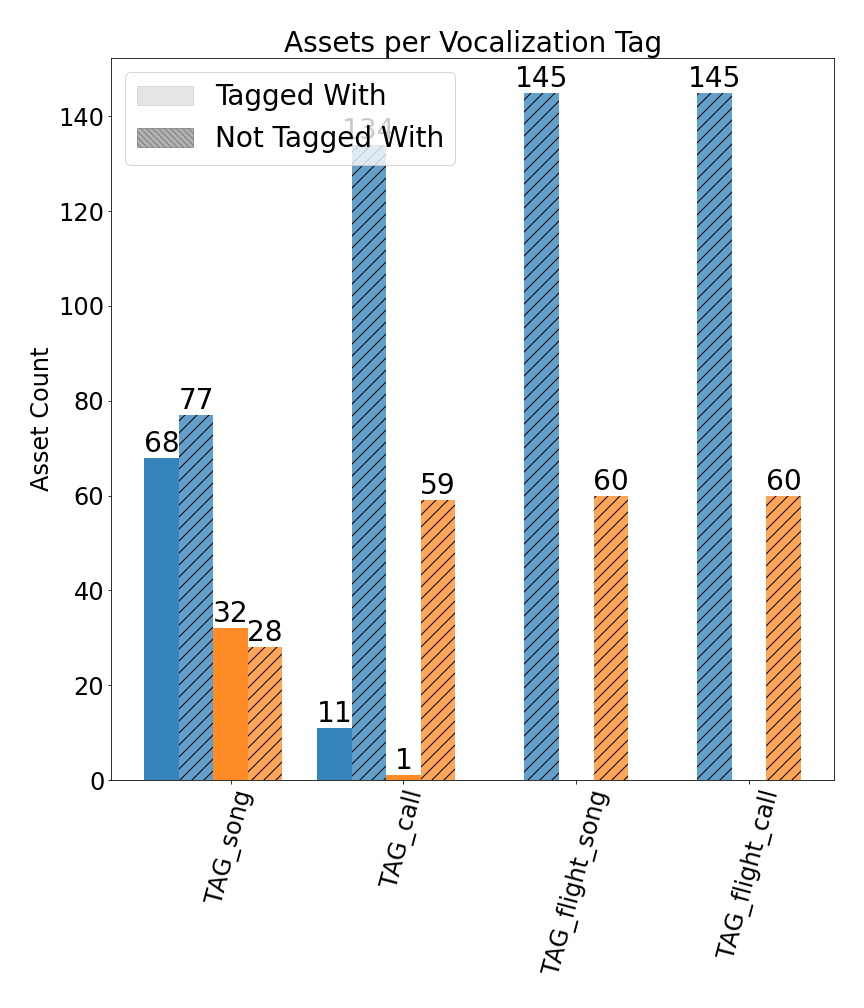 Assets per Vocalization Tag
Tagged With
Not Tagged With
Asset Count
140
120
100
80
60
40
20
0
68
77
32
28
11
134
1
59
145
60
145
60
TAG_song
TAG_call
TAG_flight_song
TAG_flight_call